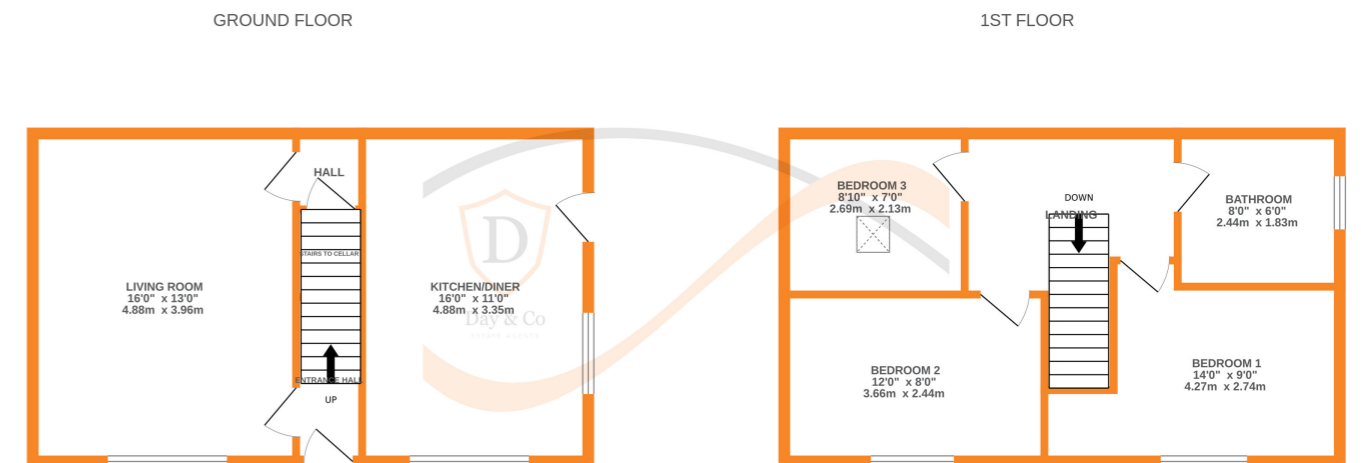 GROUND FLOOR
1ST FLOOR
HALL
STAIRS TO CELLAR
LIVING ROOM
16'0" x 13'0"
4.88m x 3.96m
KITCHEN/DINER
16'0" x 11'0"
4.88m x 3.35m
D
Day & Co
ESTATE AGENTS
ENTRANCE HALL
UP
BEDROOM 3
8'10" x 7'0"
2.69m x 2.13m
DOWN
LANDING
BATHROOM
8'0" x 6'0"
2.44m x 1.83m
BEDROOM 2
12'0" x 8'0"
3.66m x 2.44m
BEDROOM 1
14'0" x 9'0"
4.27m x 2.74m